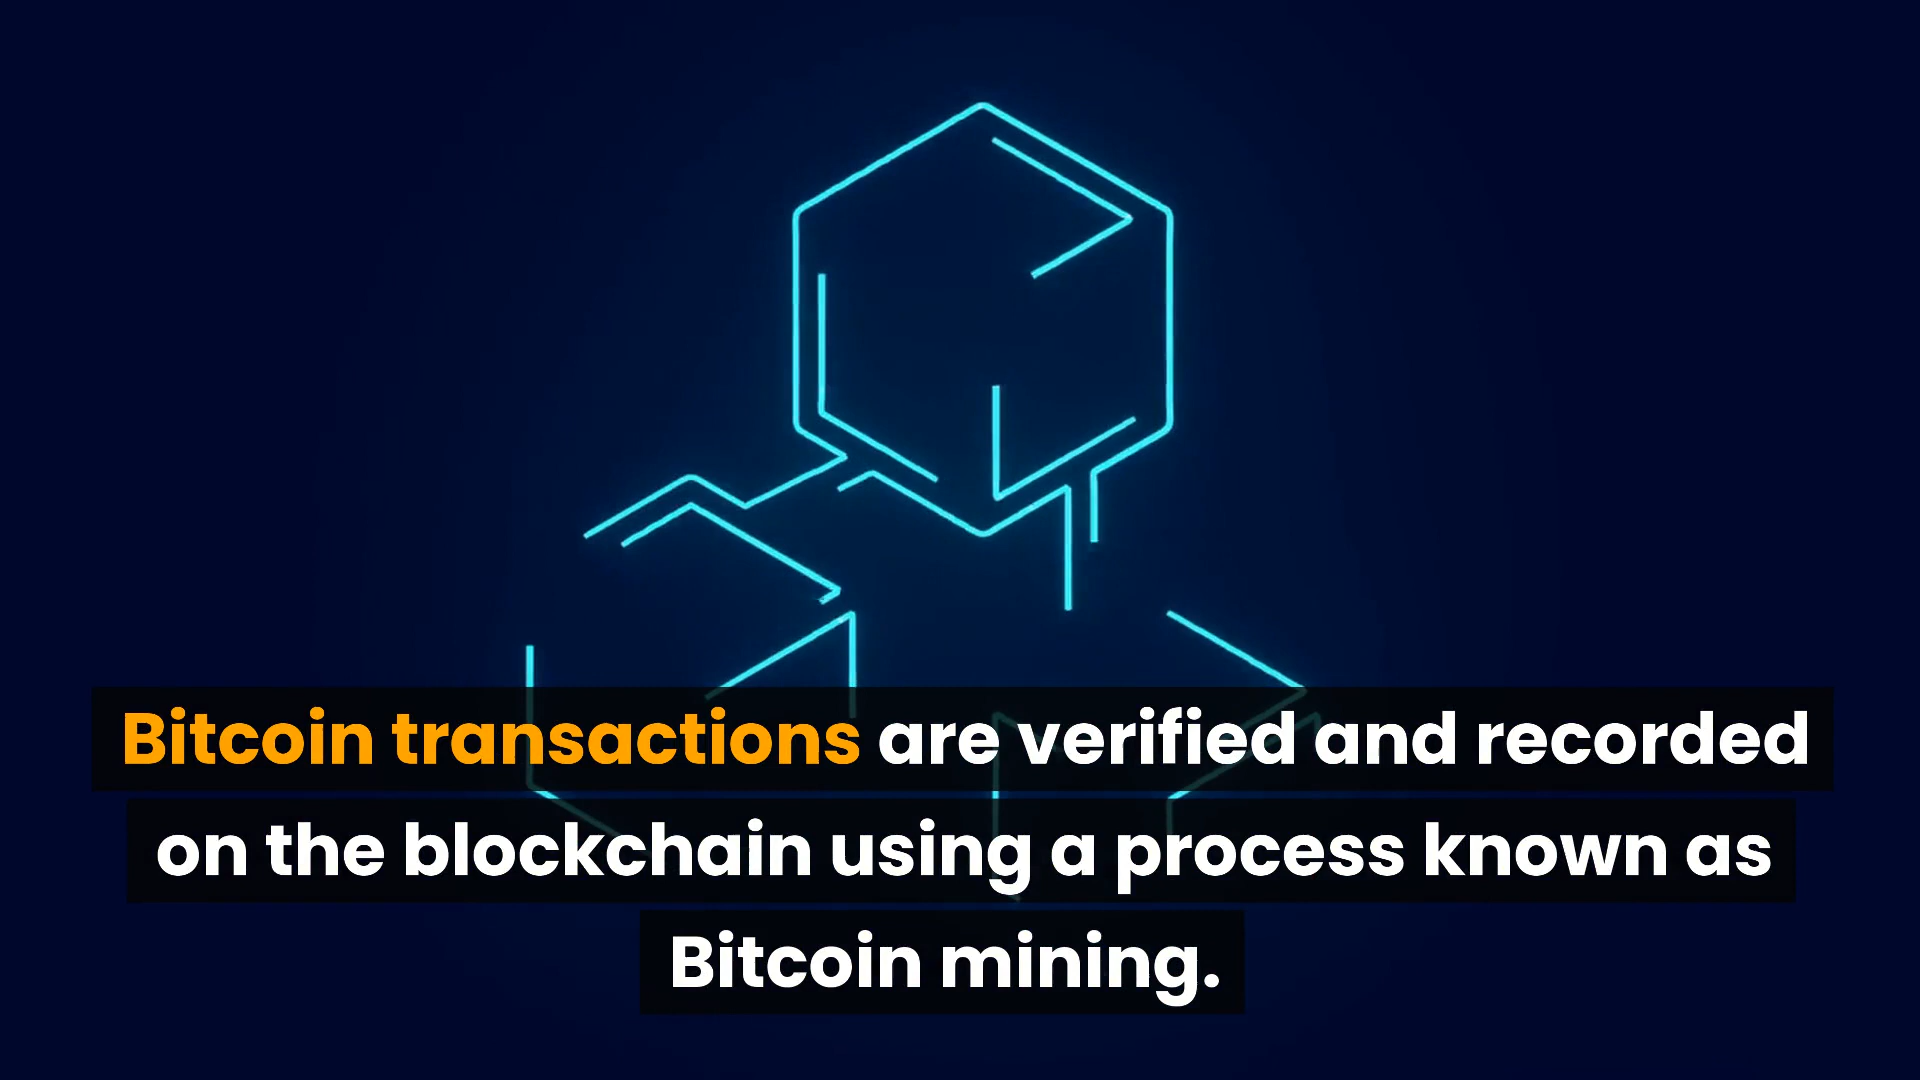 Bitcoin transactions are verified and recorded
on the blockchain using a process known as
Bitcoin mining.